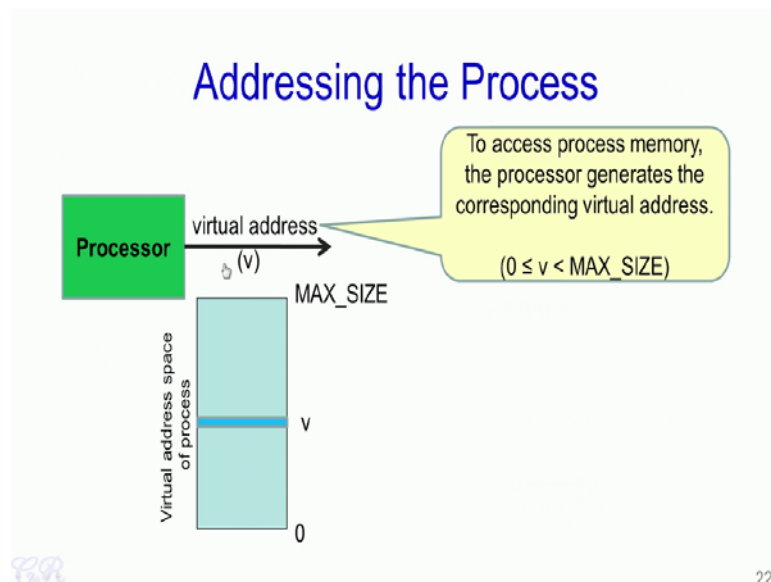 Addressing the Process
To access process memory,
the processor generates the
corresponding virtual address.
(0 ≤ v < MAX_SIZE)
Processor
virtual address
(v)
MAX_SIZE
Virtual address space
of process
v
0
22